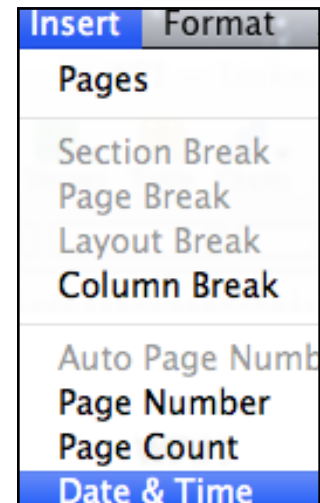 Insert Format
Pages
Section Break
Page Break
Layout Break
Column Break
Auto Page Numb
Page Number
Page Count
Date & Time